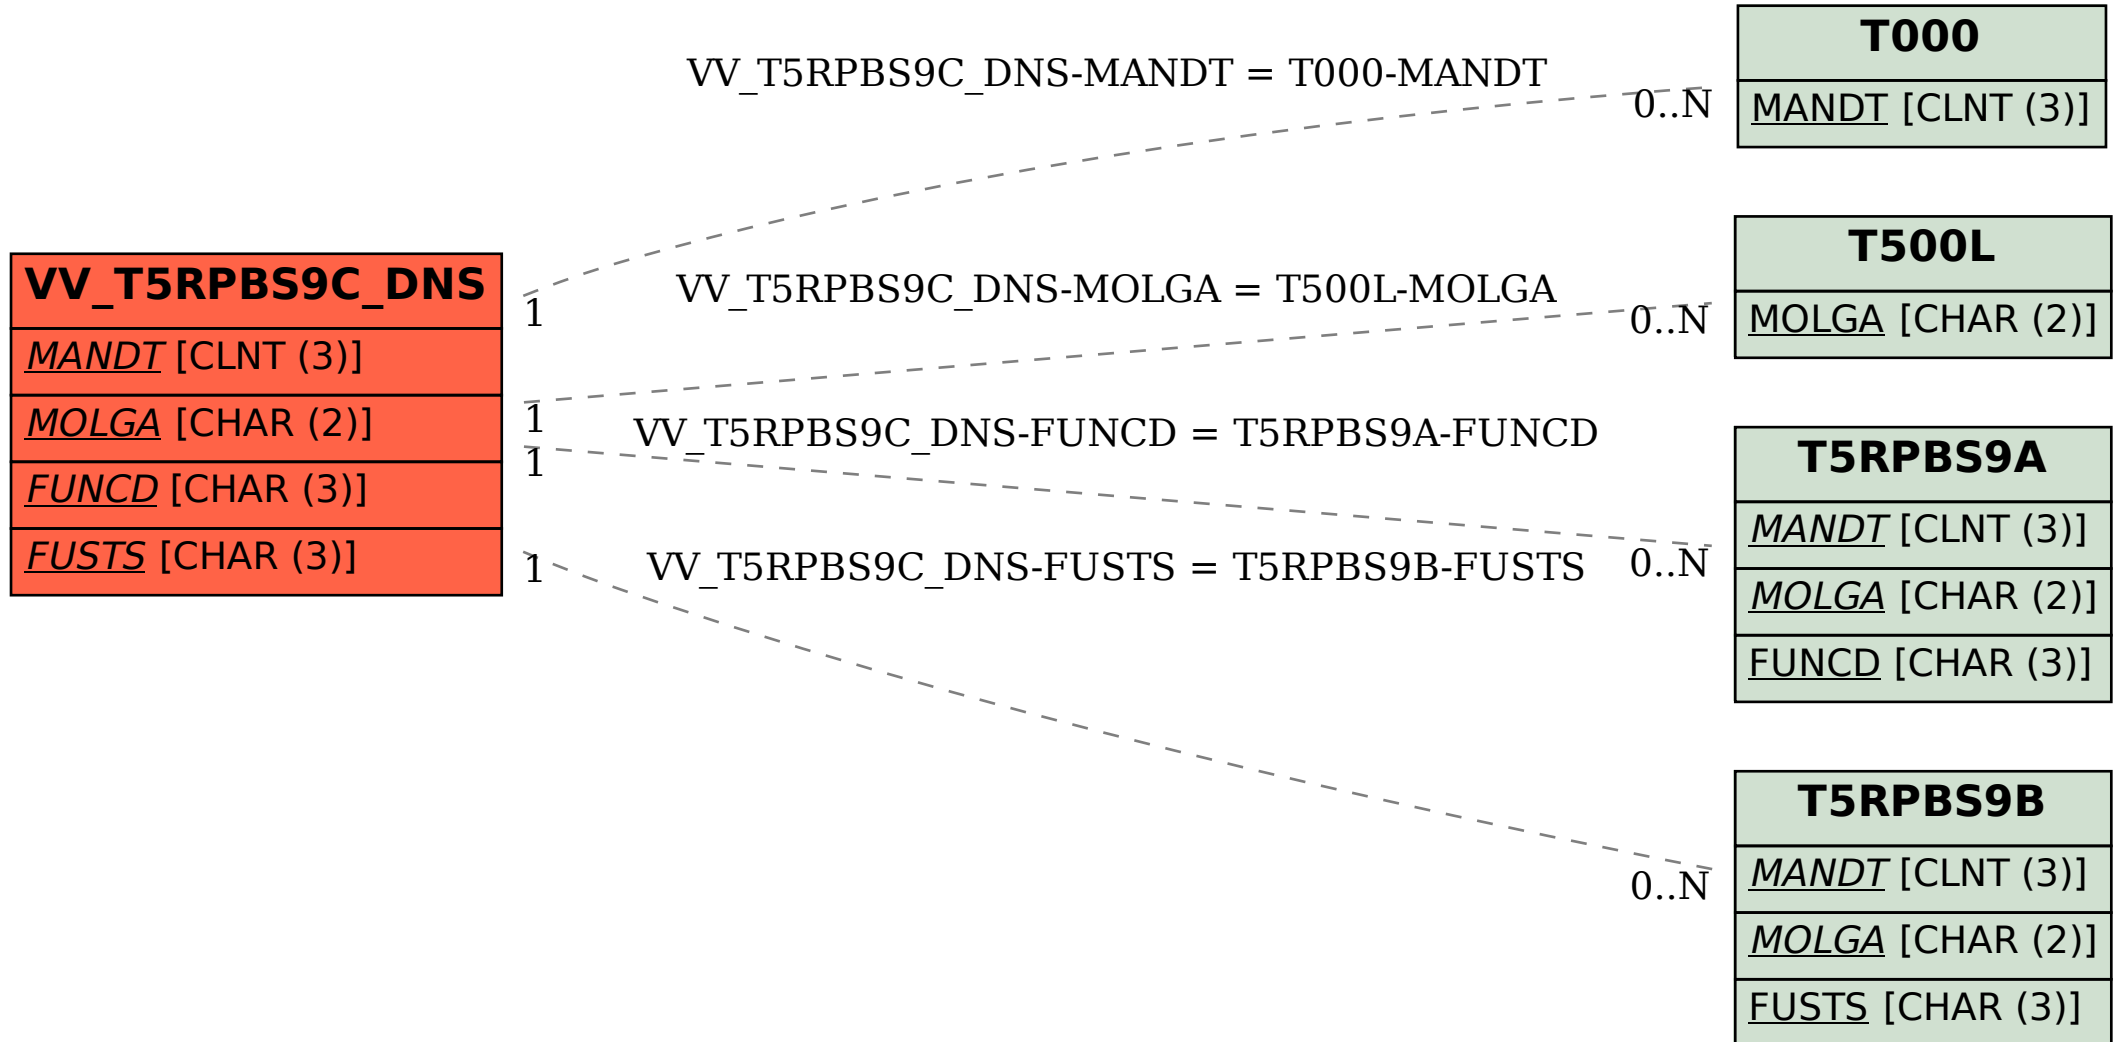 VV_T5RPBS9C_DNS
MANDT [CLNT (3)]
MOLGA [CHAR (2)]
FUNCD [CHAR (3)]
FUSTS [CHAR (3)]
VV_T5RPBS9C_DNS-MANDT = T000-MANDT
1
0..N
VV_T5RPBS9C_DNS-MOLGA = T500L-MOLGA
1
0..N
VV_T5RPBS9C_DNS-FUNCD = T5RPBS9A-FUNCD
1
0..N
VV_T5RPBS9C_DNS-FUSTS = T5RPBS9B-FUSTS
1
0..N
T000
MANDT [CLNT (3)]
T500L
MOLGA [CHAR (2)]
T5RPBS9A
MANDT [CLNT (3)]
MOLGA [CHAR (2)]
FUNCD [CHAR (3)]
T5RPBS9B
MANDT [CLNT (3)]
MOLGA [CHAR (2)]
FUSTS [CHAR (3)]